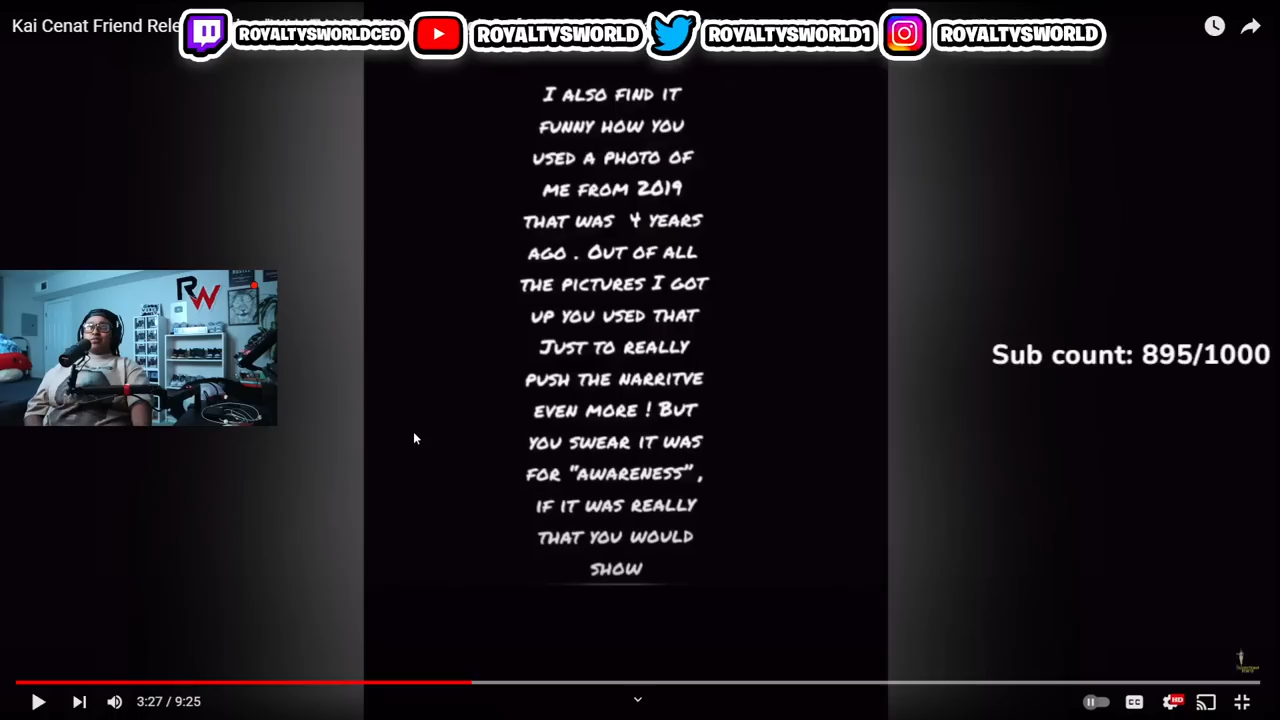 Kai Cenat Friend Rele
ROYALTYSWORLDCEO
ROYALTYSWORLD
ROYALTYSWORLD1
ROYALTYSWORLD
I ALSO FIND IT
FUNNY HOW YOU
USED A PHOTO OF
ME FROM 2019
THAT WAS 4 YEARS
AGO . OUT OF ALL
THE PICTURES I GOT
UP YOU USED THAT
JUST TO REALLY
PUSH THE NARRITVE
EVEN MORE ! BUT
YOU SWEAR IT WAS
FOR "AWARENESS" ,
IF IT WAS REALLY
THAT YOU WOULD
SHOW
RW
Sub count: 895/1000
3:27 / 9:25
CC
HD